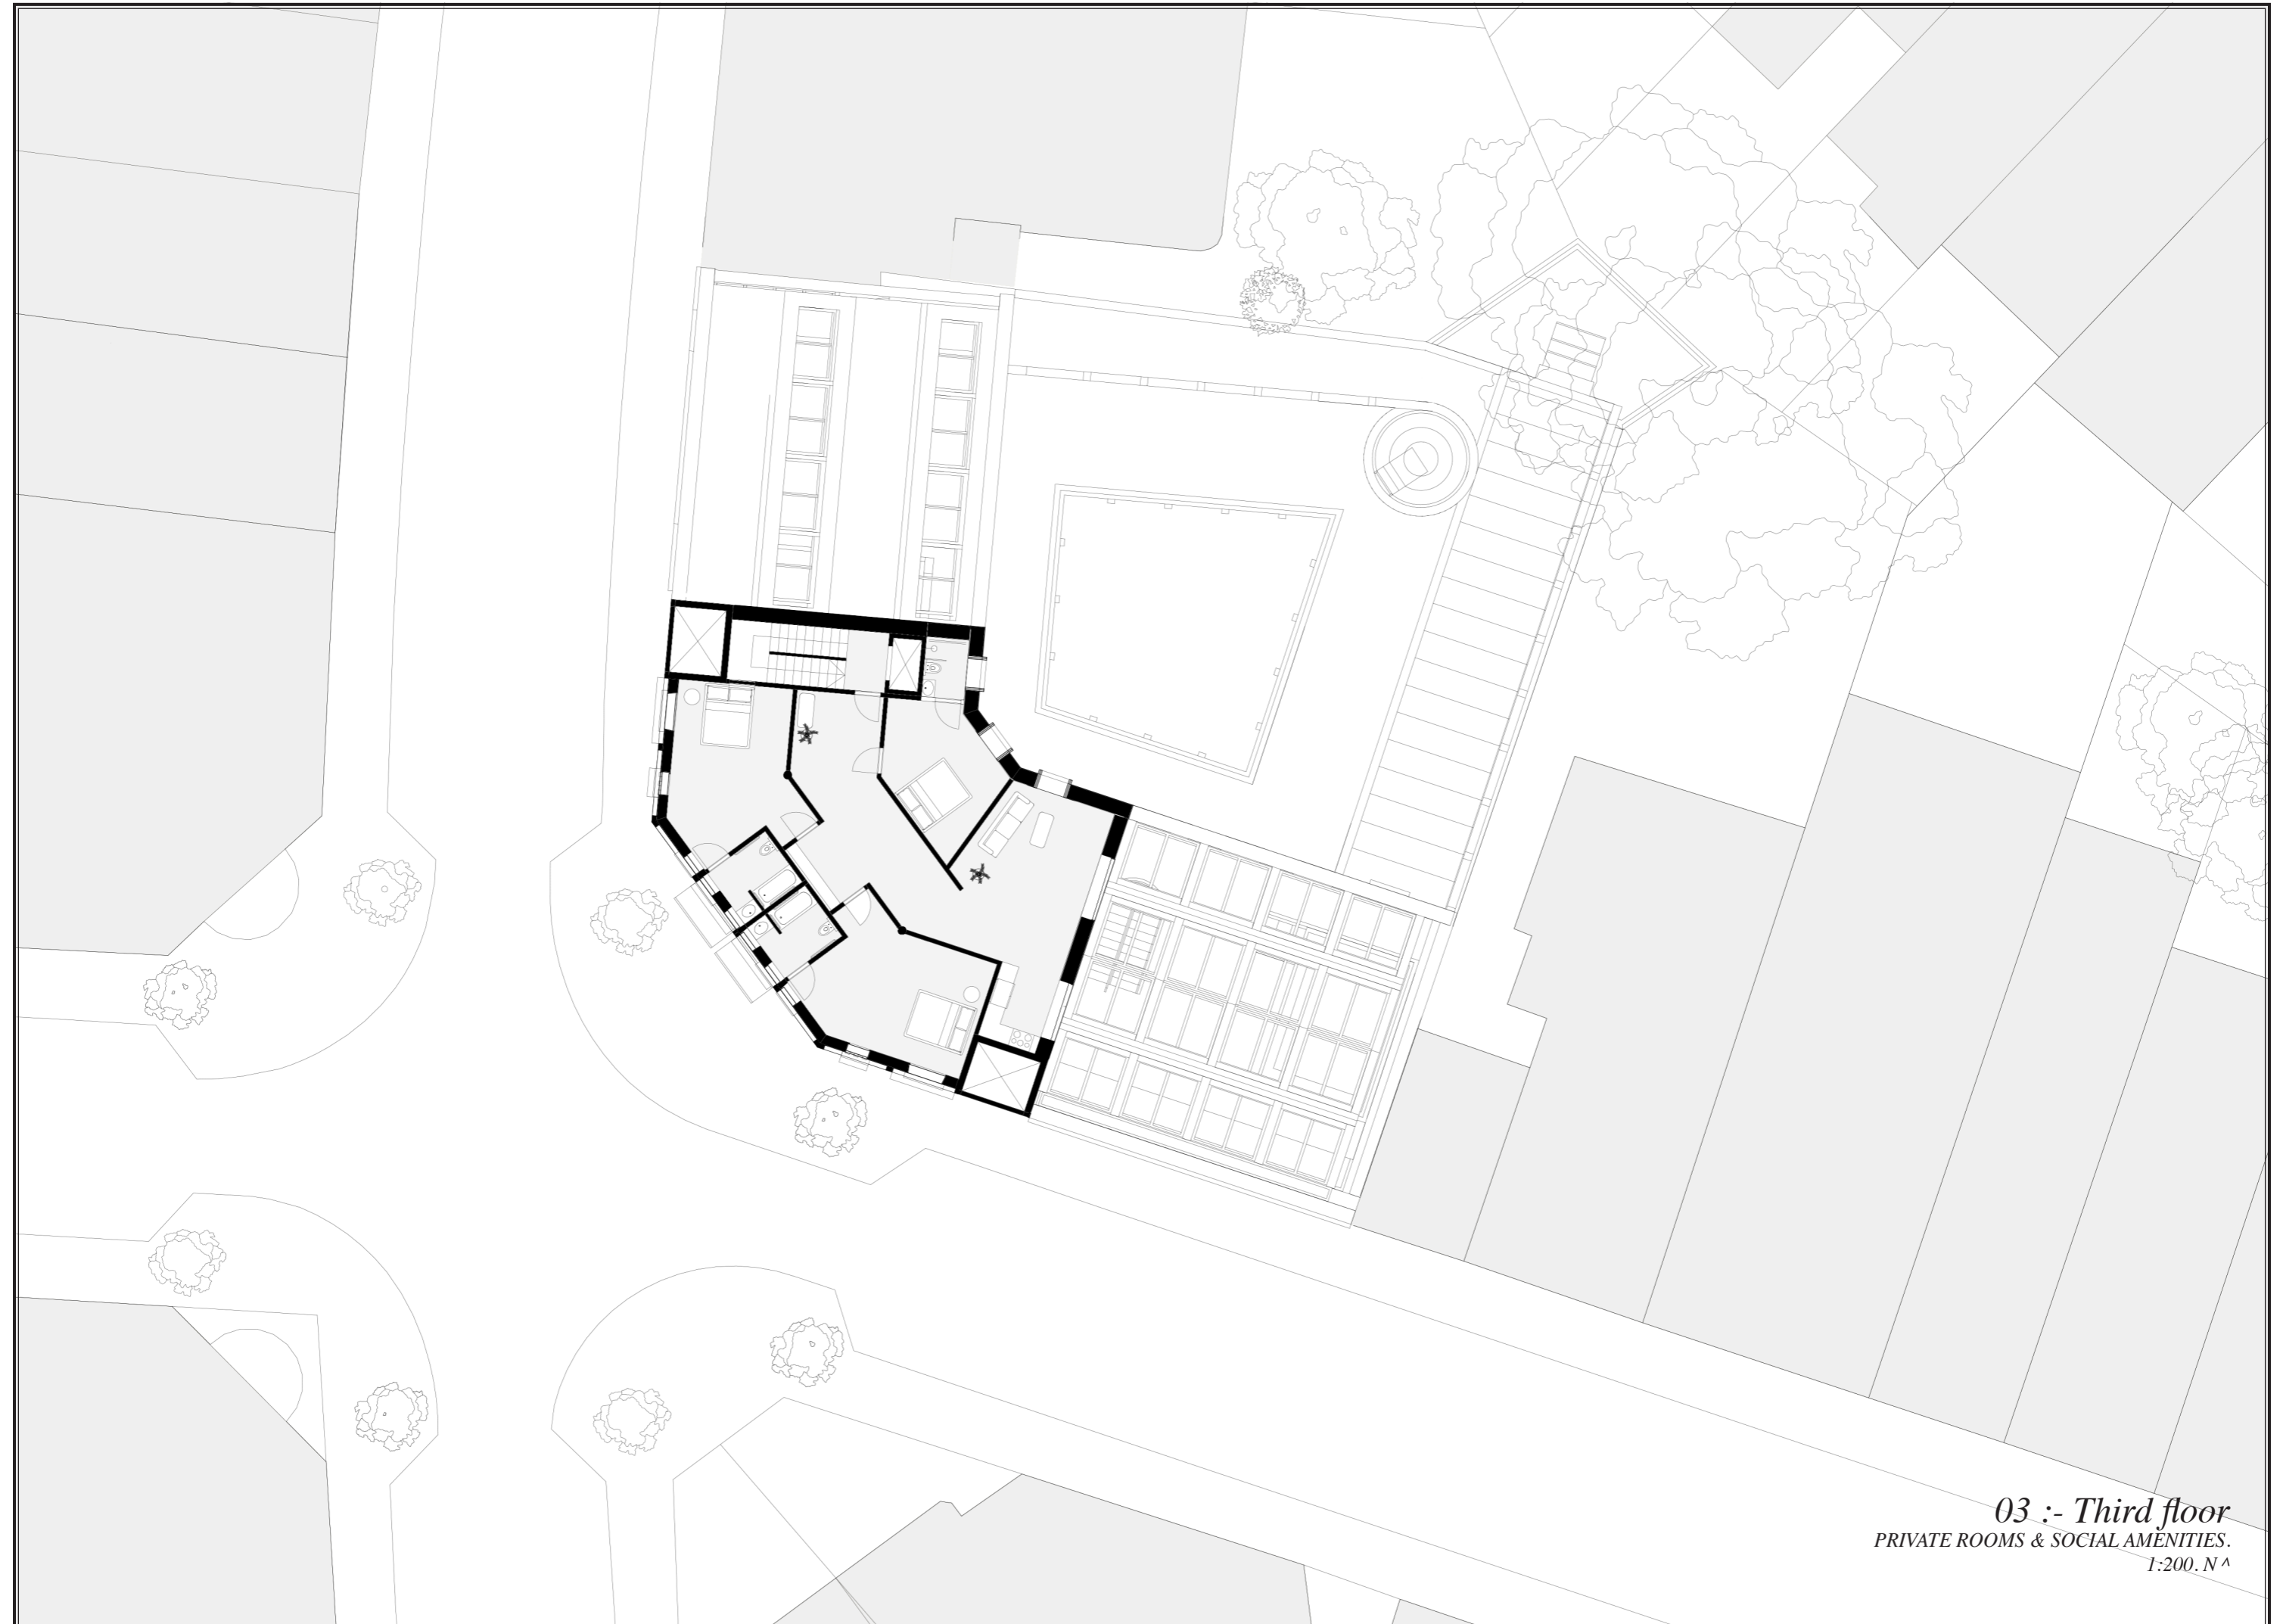 03 :- Third floor
PRIVATE ROOMS & SOCIAL AMENITIES.
1:200. N ^